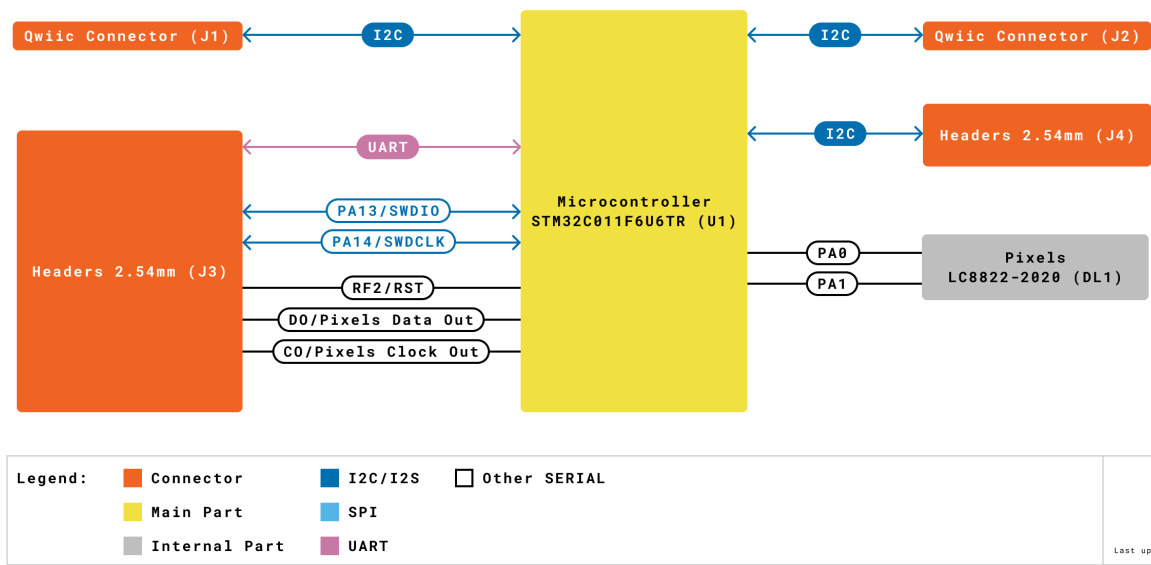 Qwiic Connector (J1)
I2C
I2C
Qwiic Connector (J2)
UART
I2C
Headers 2.54mm (J4)
Microcontroller
STM32C011F6U6TR (U1)
PA13/SWDIO
PA14/SWDCLK
Headers 2.54mm (J3)
RF2/RST
DO/Pixels Data Out
CO/Pixels Clock Out
PA0
PA1
Pixels
LC8822-2020 (DL1)
Legend:
Connector
I2C/I2S
Other SERIAL
Main Part
SPI
Internal Part
UART
Last up